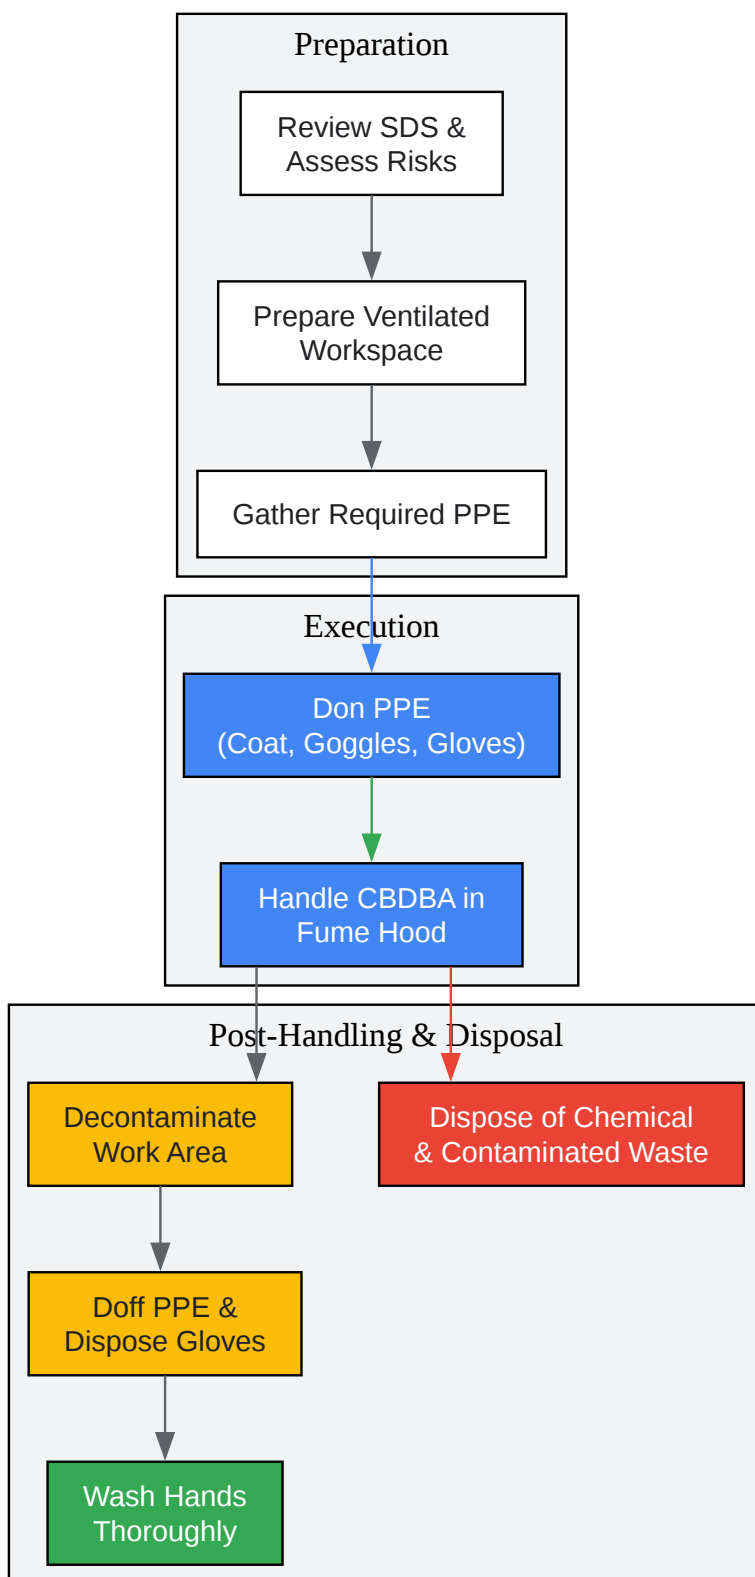 Preparation
Review SDS &
Assess Risks
Prepare Ventilated
Workspace
Gather Required PPE
Execution
Don PPE
(Coat, Goggles, Gloves)
Handle CBDBA in
Fume Hood
Post-Handling & Disposal
Decontaminate
Work Area
Dispose of Chemical
& Contaminated Waste
Doff PPE &
Dispose Gloves
Wash Hands
Thoroughly